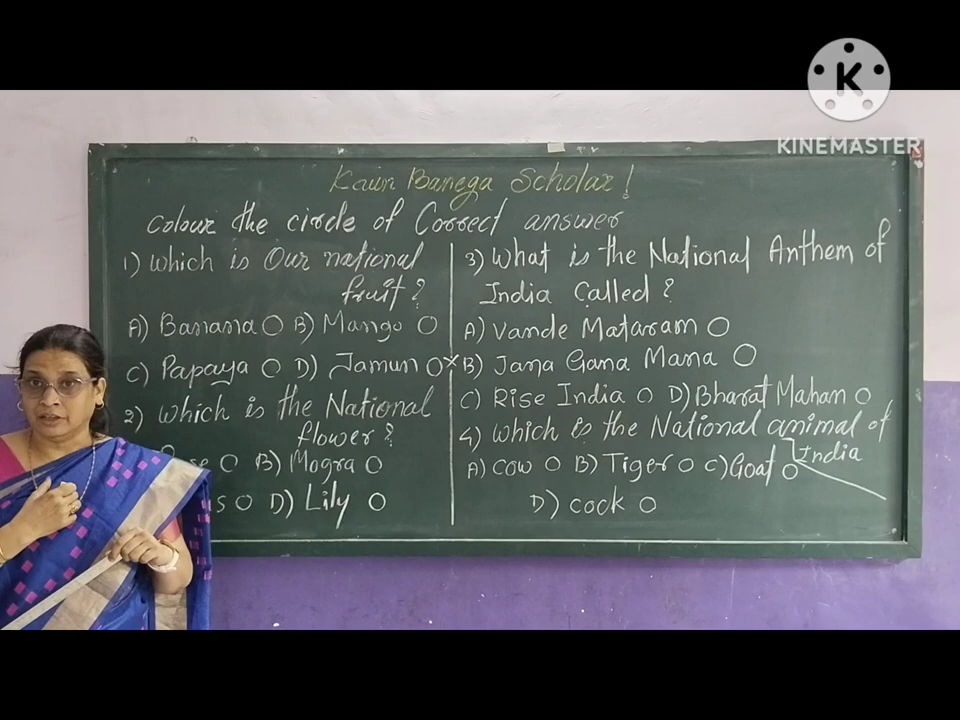 KINEMASTER
Kaun Banega Scholar!
Colour the circle of Correct answer
1) Which is Our national
fruit?
A) Banana B) Mango
C) Papaya D) Jamun
2) Which is the National
flower?
B) Mogra
D) Lily
3) What is the National Anthem of
India Called?
A) Vande Mataram
B) Jana Gana Mana
C) Rise India D) Bharat Mahan
4) Which is the National animal of
India
A) Cow B) Tiger C) Goat
D) Cock